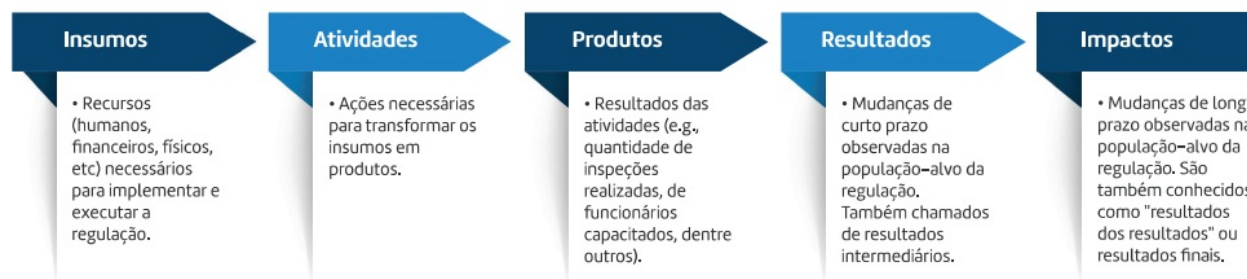 Insumos
• Recursos
(humanos,
financeiros, físicos,
etc) necessários
para implementar e
executar a
regulação.
Atividades
• Ações necessárias
para transformar os
insumos em
produtos.
Produtos
• Resultados das
atividades (e.g.,
quantidade de
inspeções
realizadas, de
funcionários
capacitados, dentre
outros).
Resultados
• Mudanças de
curto prazo
observadas na
população-alvo da
regulação.
Também chamados
de resultados
intermediários.
Impactos
• Mudanças de long
prazo observadas na
população-alvo da
regulação. São
também conhecidos
como "resultados
dos resultados" ou
resultados finais.